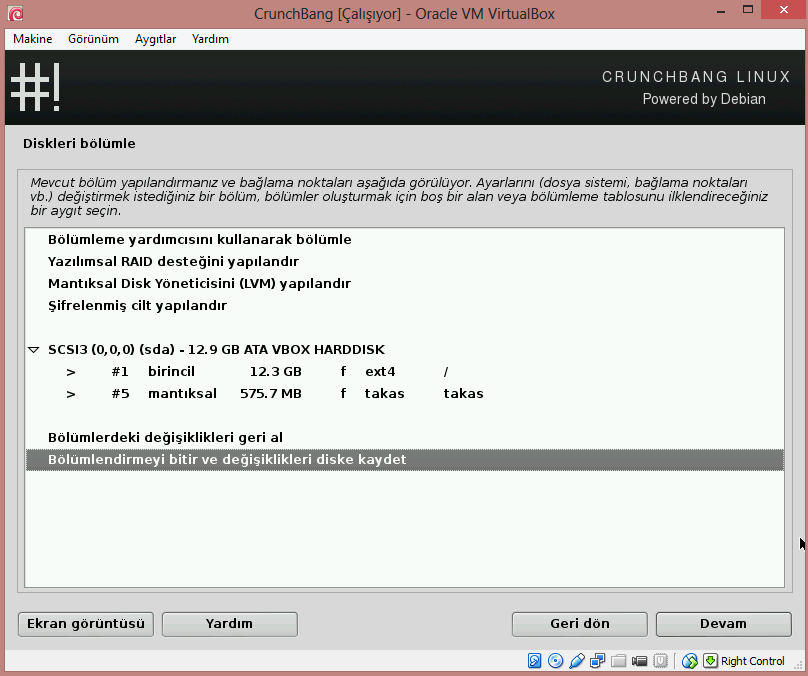 CrunchBang [Çalışıyor] - Oracle VM VirtualBox
Makine Görünüm Aygıtlar Yardım
#!
CRUNCHBANG LINUX
Powered by Debian
Diskleri bölümle
Mevcut bölüm yapılandırmanız ve bağlama noktaları aşağıda görülüyor. Ayarlarını (dosya sistemi, bağlama noktaları
vb.) değiştirmek istediğiniz bir bölüm, bölümler oluşturmak için boş bir alan veya bölümleme tablosunu ilklendireceğiniz
bir aygıt seçin.
Bölümleme yardımcısını kullanarak bölümle
Yazılımsal RAID desteğini yapılandır
Mantıksal Disk Yöneticisini (LVM) yapılandır
Şifrelenmiş cilt yapılandır
SCSI3 (0,0,0) (sda) - 12.9 GB ATA VBOX HARDDISK
> #1 birincil 12.3 GB f ext4 /
> #5 mantıksal 575.7 MB f takas takas
Bölümlerdeki değişiklikleri geri al
Bölümlendirmeyi bitir ve değişiklikleri diske kaydet
Ekran görüntüsü Yardım Geri dön Devam
Right Control